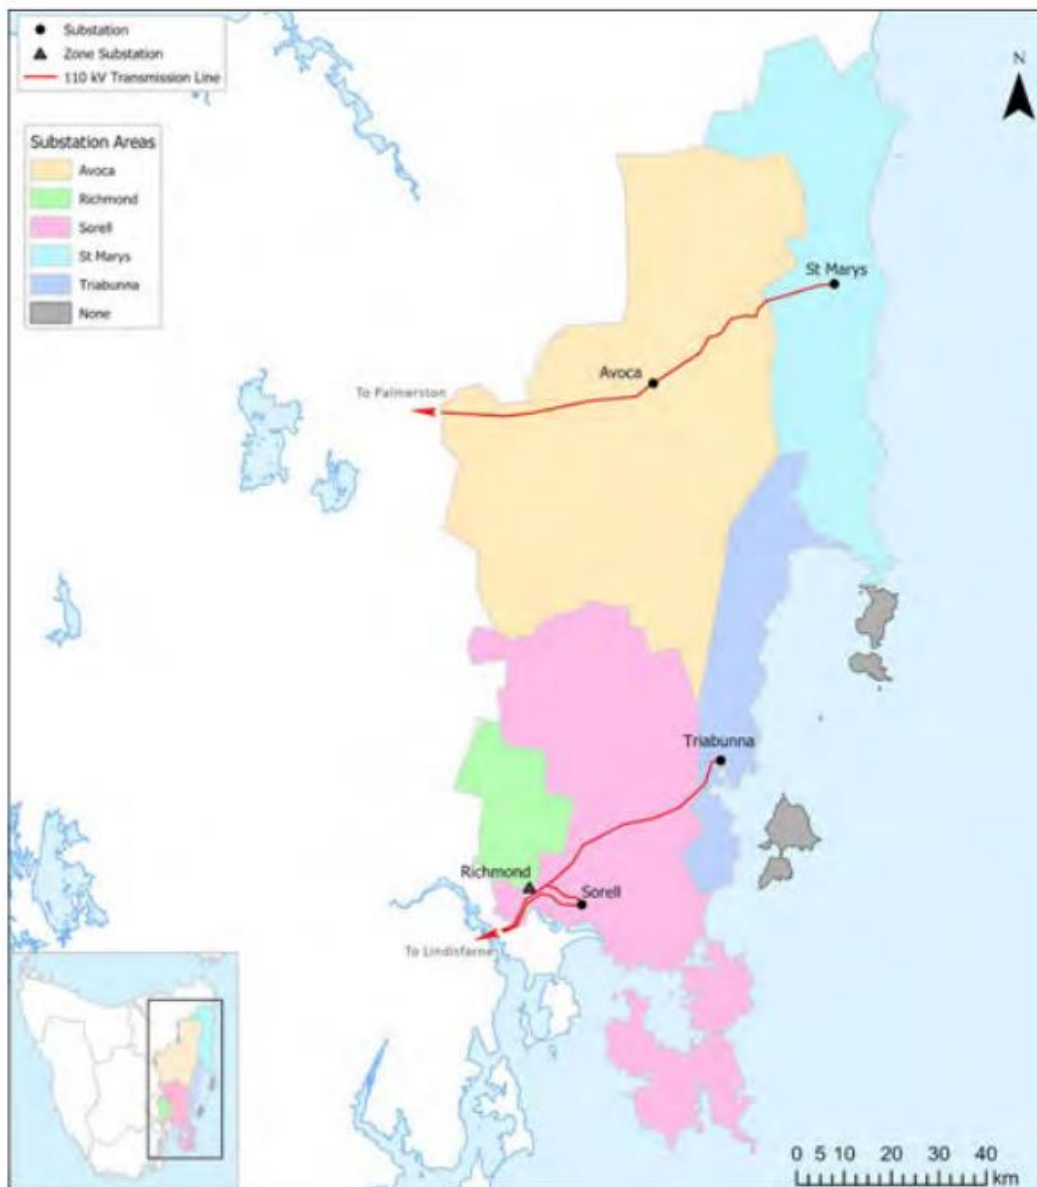 Substation
Zone Substation
110 kV Transmission Line
N
Substation Areas
Avoca
Richmond
Sorell
St Marys
Triabunna
None
St Marys
Avoca
To Palmerston
Triabunna
Richmond
Sorell
To Lindisfarne
0 5 10 20 30 40
km